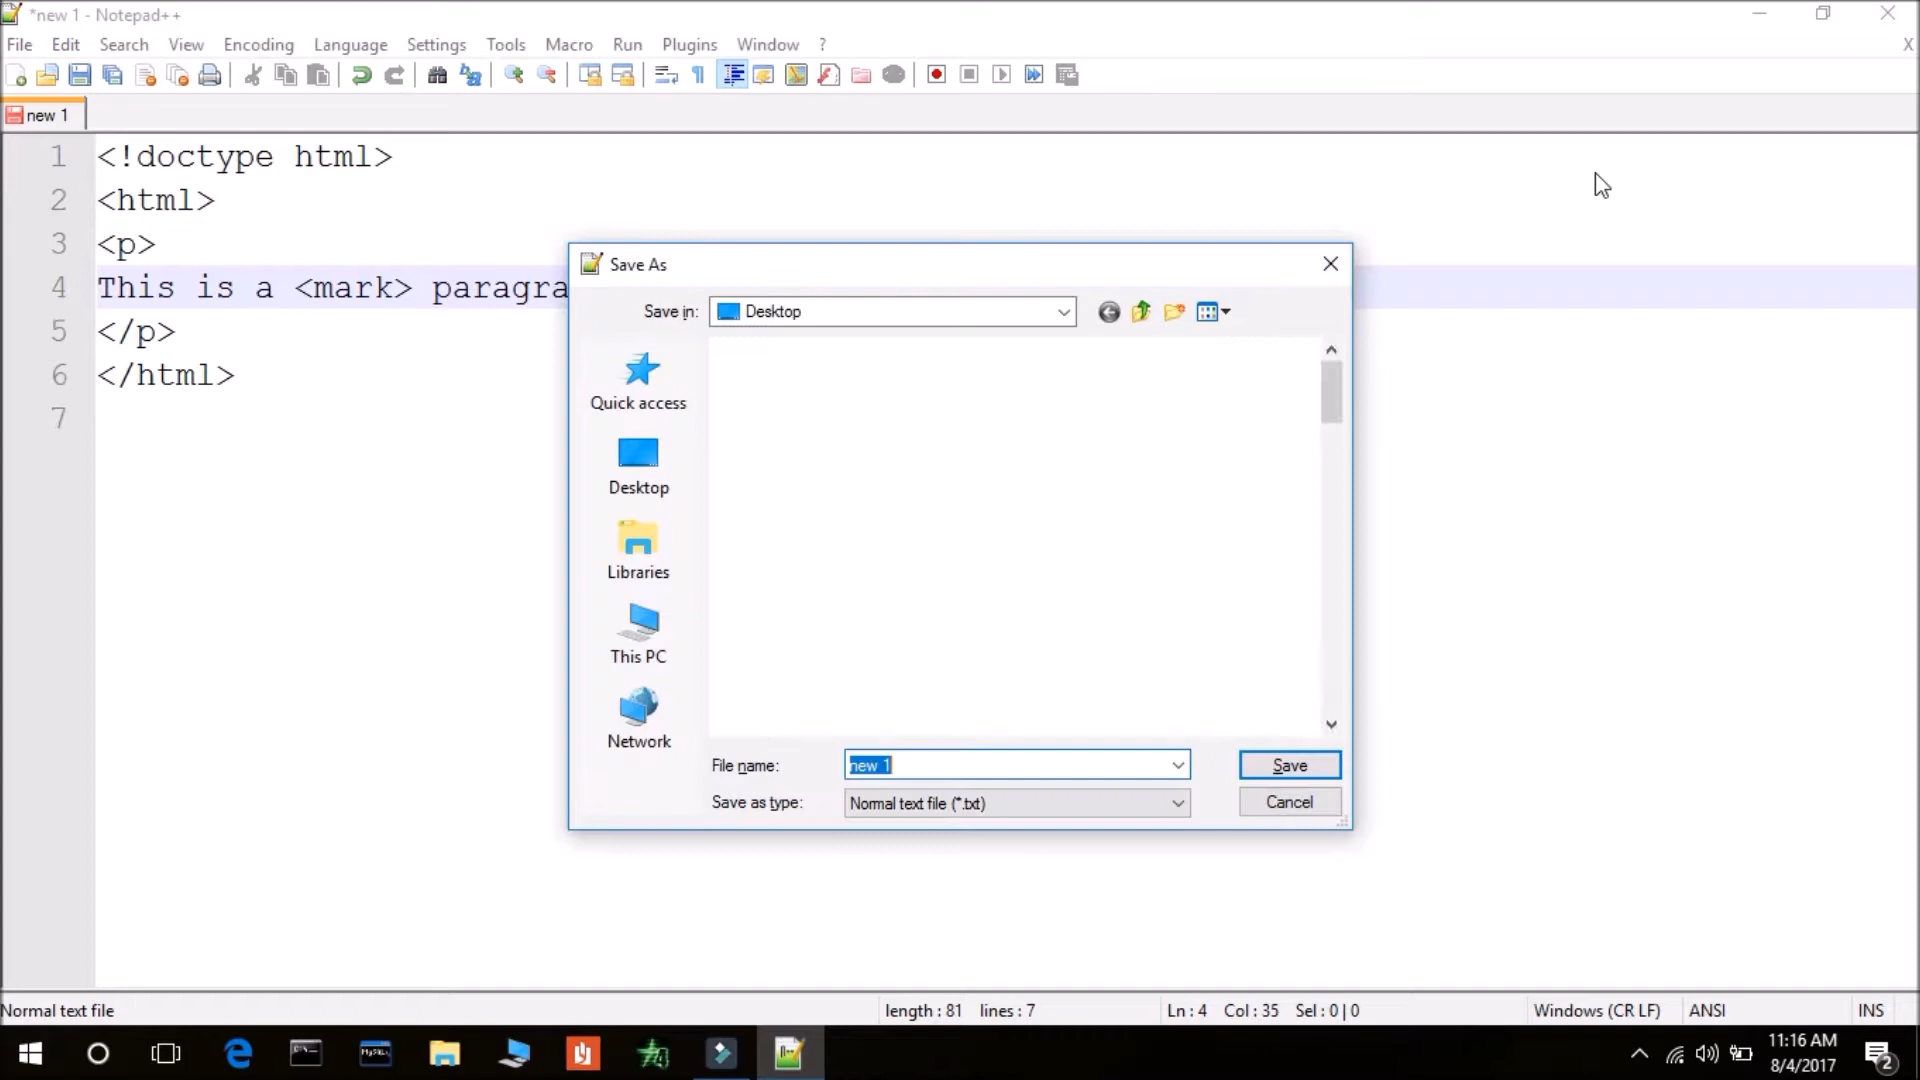 *new 1 - Notepad++
File Edit Search View Encoding Language Settings Tools Macro Run Plugins Window ? X
new 1
1 <!doctype html>
2 <html>
3 <p>
4 This is a <mark> paragra
5 </p>
6 </html>
7
Save As
Save in: Desktop
Quick access
Desktop
Libraries
This PC
Network
File name: new 1 Save
Save as type: Normal text file (*.txt) Cancel
Normal text file length : 81 lines : 7 Ln : 4 Col : 35 Sel : 0 | 0 Windows (CR LF) ANSI INS
11:16 AM
8/4/2017
2